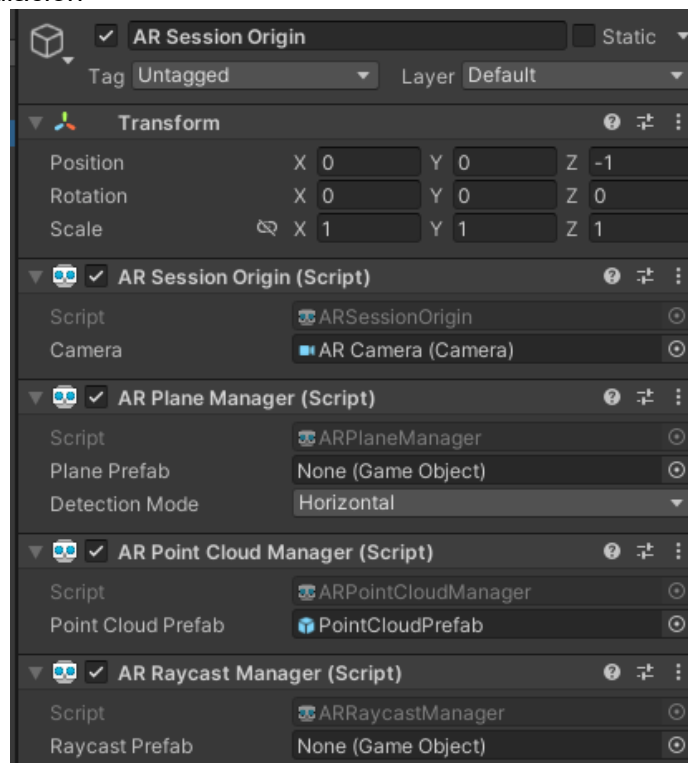 AR Session Origin Static
Tag Untagged Layer Default
Transform
Position X 0 Y 0 Z -1
Rotation X 0 Y 0 Z 0
Scale X 1 Y 1 Z 1
AR Session Origin (Script)
Script ARSessionOrigin
Camera AR Camera (Camera)
AR Plane Manager (Script)
Script ARPlaneManager
Plane Prefab None (Game Object)
Detection Mode Horizontal
AR Point Cloud Manager (Script)
Script ARPointCloudManager
Point Cloud Prefab PointCloudPrefab
AR Raycast Manager (Script)
Script ARRaycastManager
Raycast Prefab None (Game Object)